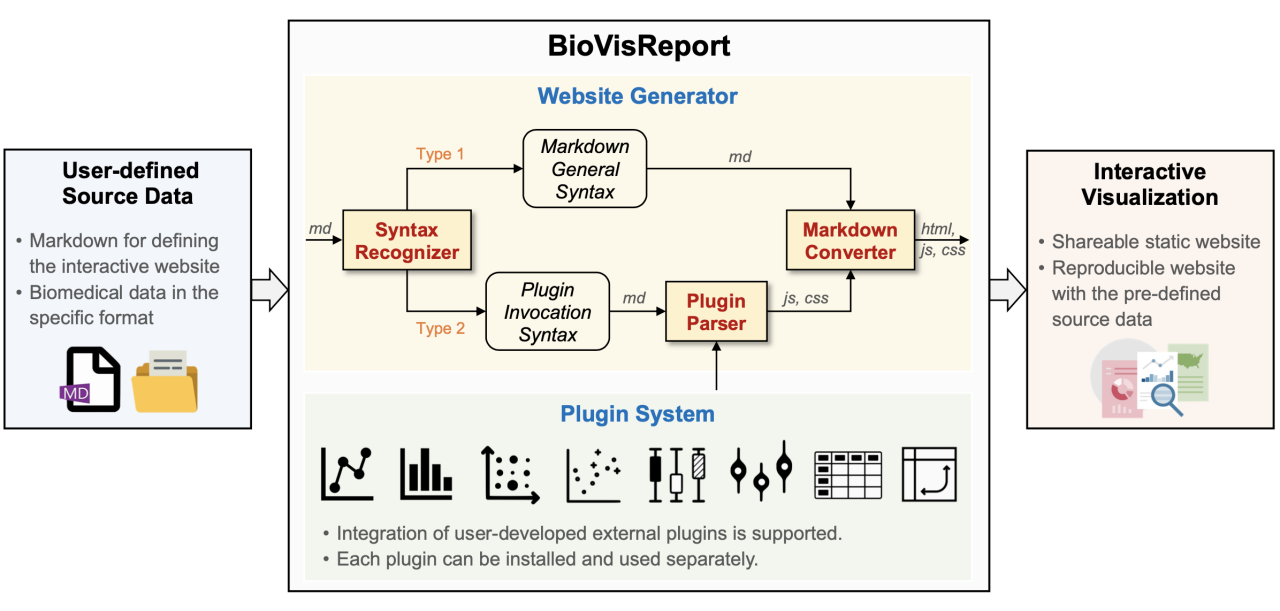 BioVisReport
User-defined
Source Data
• Markdown for defining
the interactive website
• Biomedical data in the
specific format
MD
Website Generator
md
Syntax
Recognizer
Type 1
Markdown
General
Syntax
md
Type 2
Plugin
Invocation
Syntax
md
Plugin
Parser
js, css
Markdown
Converter
html,
js, css
Plugin System
• Integration of user-developed external plugins is supported.
• Each plugin can be installed and used separately.
Interactive
Visualization
• Shareable static website
• Reproducible website
with the pre-defined
source data